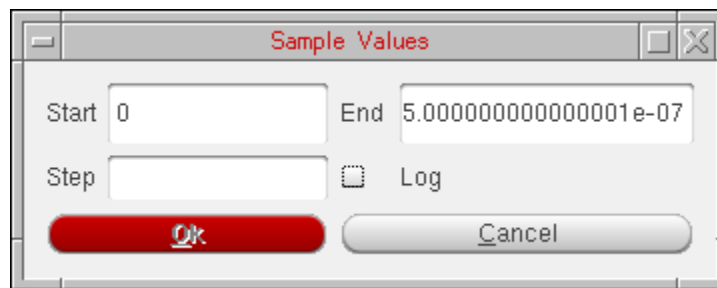 Sample Values
Start 0 End 5.000000000000001e-07
Step Log
Ok Cancel